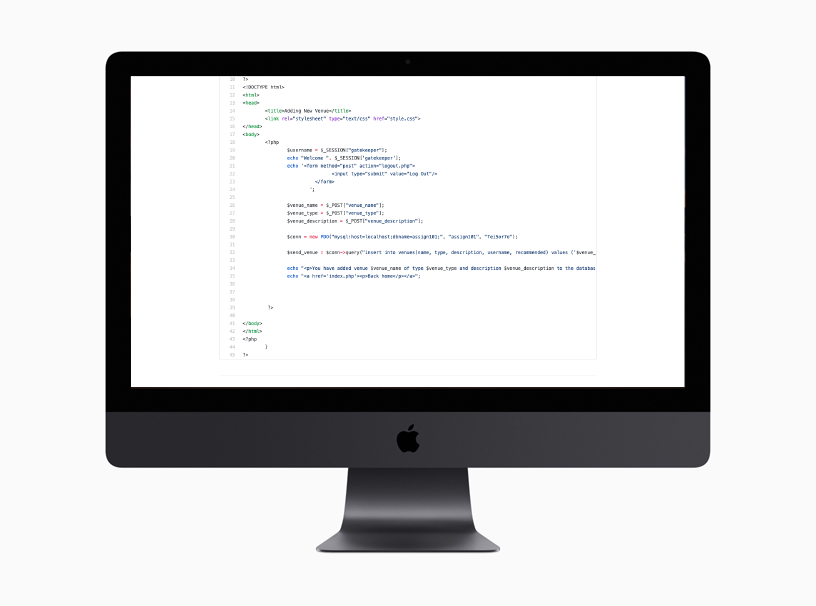 10 ?>
11 <!DOCTYPE html>
12 <html>
13 <head>
14 <title>Adding New Venue</title>
15 <link rel="stylesheet" type="text/css" href="style.css">
16 </head>
17 <body>
18 <?php
19 $username = $_SESSION["gatekeeper"];
20 echo "Welcome ". $_SESSION['gatekeeper'];
21 echo '<form method="post" action="logout.php">
22 <input type="submit" value="Log Out"/>
23 </form>
24 ';
25
26 $venue_name = $_POST["venue_name"];
27 $venue_type = $_POST["venue_type"];
28 $venue_description = $_POST["venue_description"];
29
30 $conn = new PDO("mysql:host=localhost;dbname=assign101;", "assign101",
31
32 $send_venue = $conn->query("insert into venues(name, type, description, username, recommended) values ('$venue_
33
34 echo "<p>You have added venue $venue_name of type $venue_type and description $venue_description to the databas
35 echo "<a href='index.php'><p>Back home</p></a>";
36
37
38
39 ?>
40
41 </body>
42 </html>
43 <?php
44 }
45 ?>